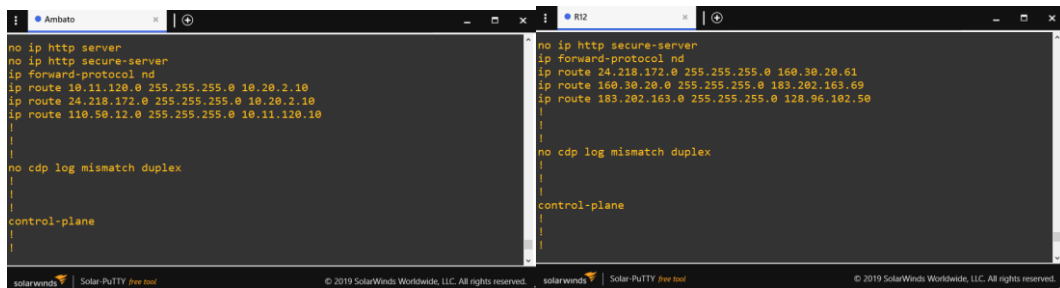 Ambato
no ip http server
no ip http secure-server
ip forward-protocol nd
ip route 10.11.120.0 255.255.255.0 10.20.2.10
ip route 24.218.172.0 255.255.255.0 10.20.2.10
ip route 110.50.12.0 255.255.255.0 10.11.120.10
!
!
!
no cdp log mismatch duplex
!
!
!
control-plane
!
!
solarwinds Solar-PuTTY free tool © 2019 SolarWinds Worldwide, LLC. All rights reserved.
R12
no ip http secure-server
ip forward-protocol nd
ip route 24.218.172.0 255.255.255.0 160.30.20.61
ip route 160.30.20.0 255.255.255.0 183.202.163.69
ip route 183.202.163.0 255.255.255.0 128.96.102.50
!
!
!
no cdp log mismatch duplex
!
!
!
control-plane
!
!
!
solarwinds Solar-PuTTY free tool © 2019 SolarWinds Worldwide, LLC. All rights reserved.